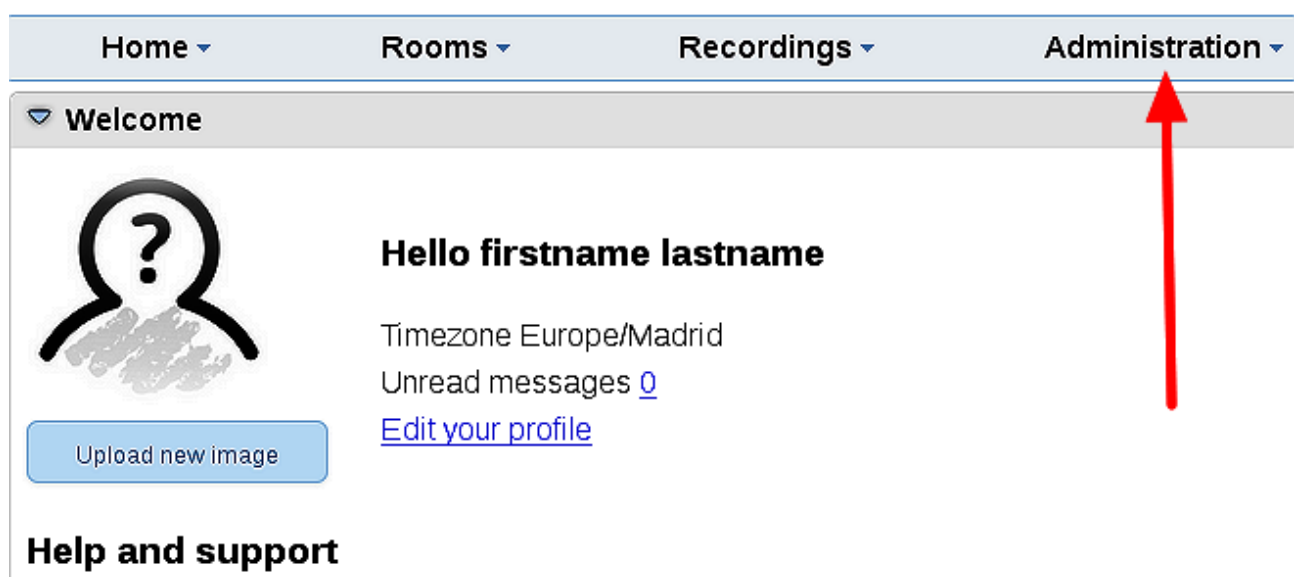 Home Rooms Recordings Administration
Welcome
?
Hello firstname lastname
Timezone Europe/Madrid
Unread messages 0
Edit your profile
Upload new image
Help and support